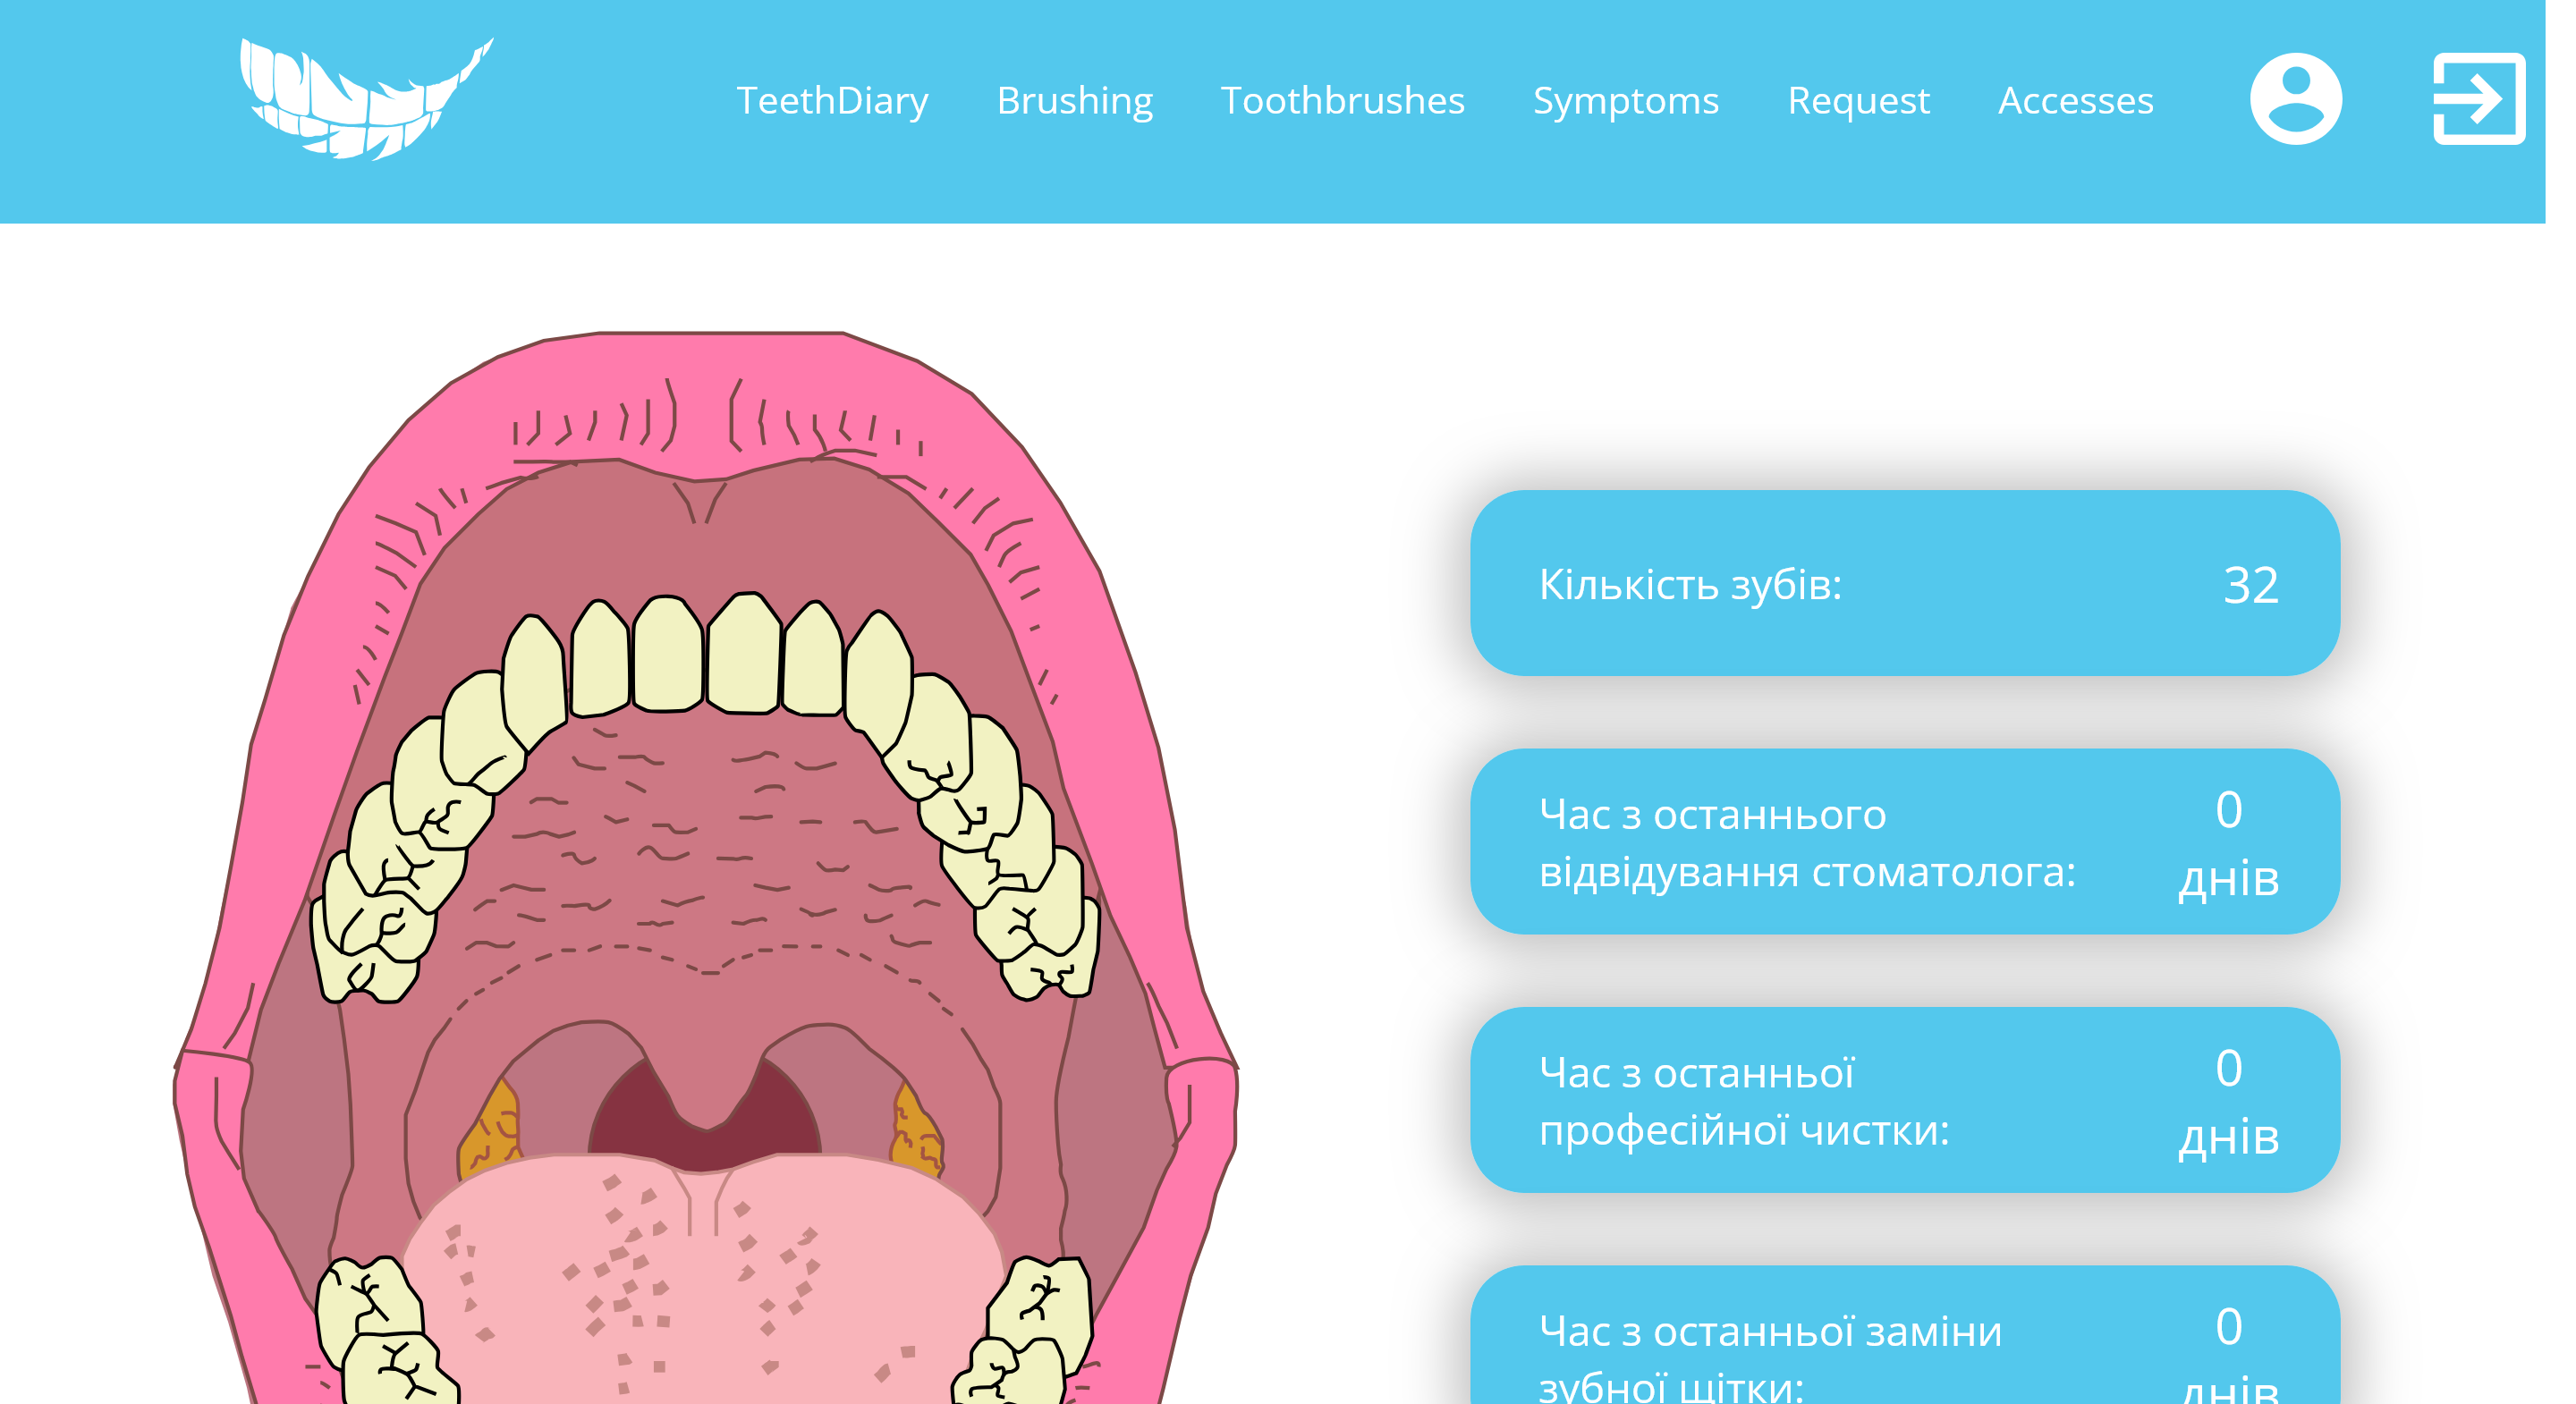 TeethDiary Brushing Toothbrushes Symptoms Request Accesses
Кількість зубів: 32
Час з останнього
відвідування стоматолога:
0
днів
Час з останньої
професійної чистки:
0
днів
Час з останньої заміни
зубної щітки:
0
днів